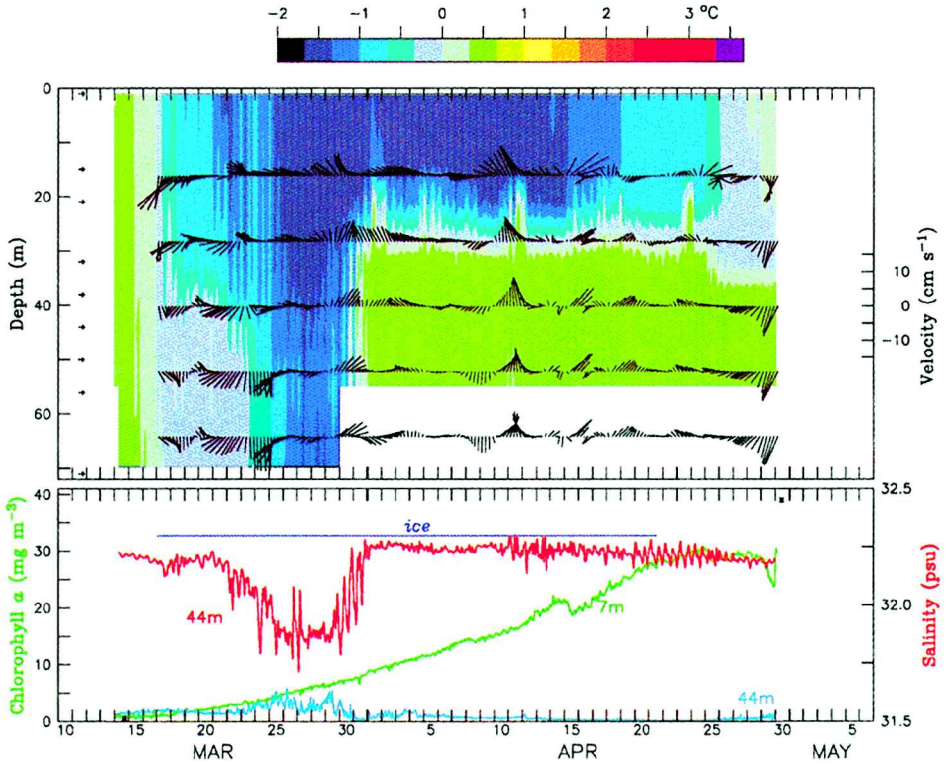 -2 -1 0 1 2 3 °C
0
20
40
60
Depth (m)
10
0
-10
Velocity (cm s⁻¹)
40
30
20
10
0
Chlorophyll a (mg m⁻³)
ice
44m
7m
44m
32.5
32.0
31.5
Salinity (psu)
10 15 20 25 30 5 10 15 20 25 30 5
MAR APR MAY